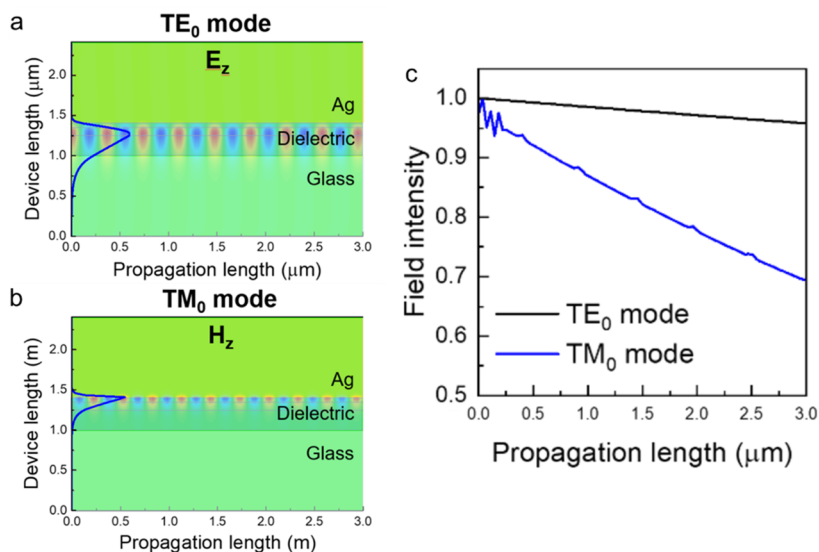 a
TE₀ mode
E_z
Ag
Dielectric
Glass
Device length (μm)
2.0
1.5
1.0
0.5
0.0
0.0 0.5 1.0 1.5 2.0 2.5 3.0
Propagation length (μm)
b
TM₀ mode
H_z
Ag
Dielectric
Glass
Device length (m)
2.0
1.5
1.0
0.5
0.0
0.0 0.5 1.0 1.5 2.0 2.5 3.0
Propagation length (m)
c
Field intensity
1.0
0.9
0.8
0.7
0.6
0.5
TE₀ mode
TM₀ mode
0.0 0.5 1.0 1.5 2.0 2.5 3.0
Propagation length (μm)